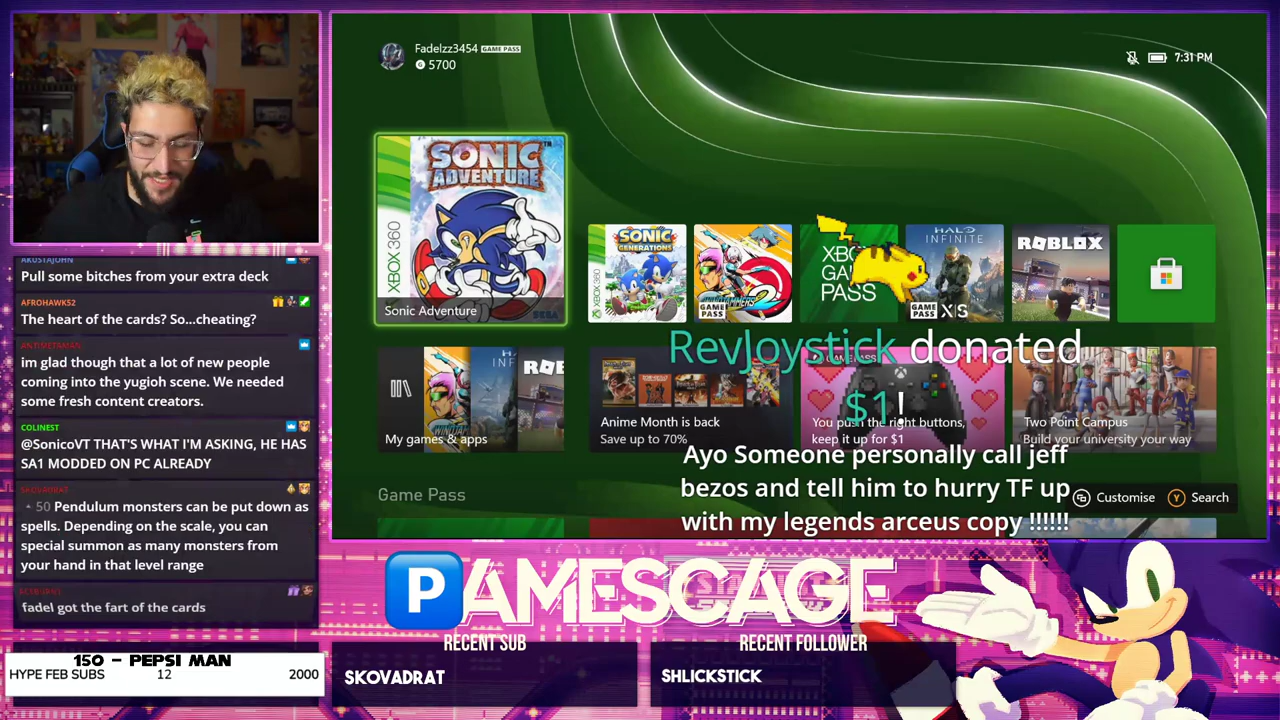 Fadelzz3454 GAME PASS
5700
7:31 PM
SONIC
ADVENTURE
TM
XBOX 360
Sonic Adventure
SEGA
SONIC
GENERATIONS
WINDJAMMERS 2
GAME PASS
XBOX
GAME
PASS
HALO
INFINITE
GAME PASS
X|S
ROBLOX
RevJoystick donated
$1!
Ayo Someone personally call jeff
bezos and tell him to hurry TF up
with my legends arceus copy !!!!!!
My games & apps
Anime Month is back
Save up to 70%
You push the right buttons,
keep it up for $1
Two Point Campus
Build your university your way
Game Pass
Customise
Y Search
AKUSTAJOHN
Pull some bitches from your extra deck
AFROHAWK52
The heart of the cards? So...cheating?
im glad though that a lot of new people
coming into the yugioh scene. We needed
some fresh content creators.
COLINEST
@SonicoVT THAT'S WHAT I'M ASKING, HE HAS
SA1 MODDED ON PC ALREADY
SKOVADRAT
50 Pendulum monsters can be put down as
spells. Depending on the scale, you can
special summon as many monsters from
your hand in that level range
fadel got the fart of the cards
150 - PEPSI MAN
HYPE FEB SUBS 12 2000
PAMESCAGE
RECENT SUB
SKOVADRAT
RECENT FOLLOWER
SHLICKSTICK